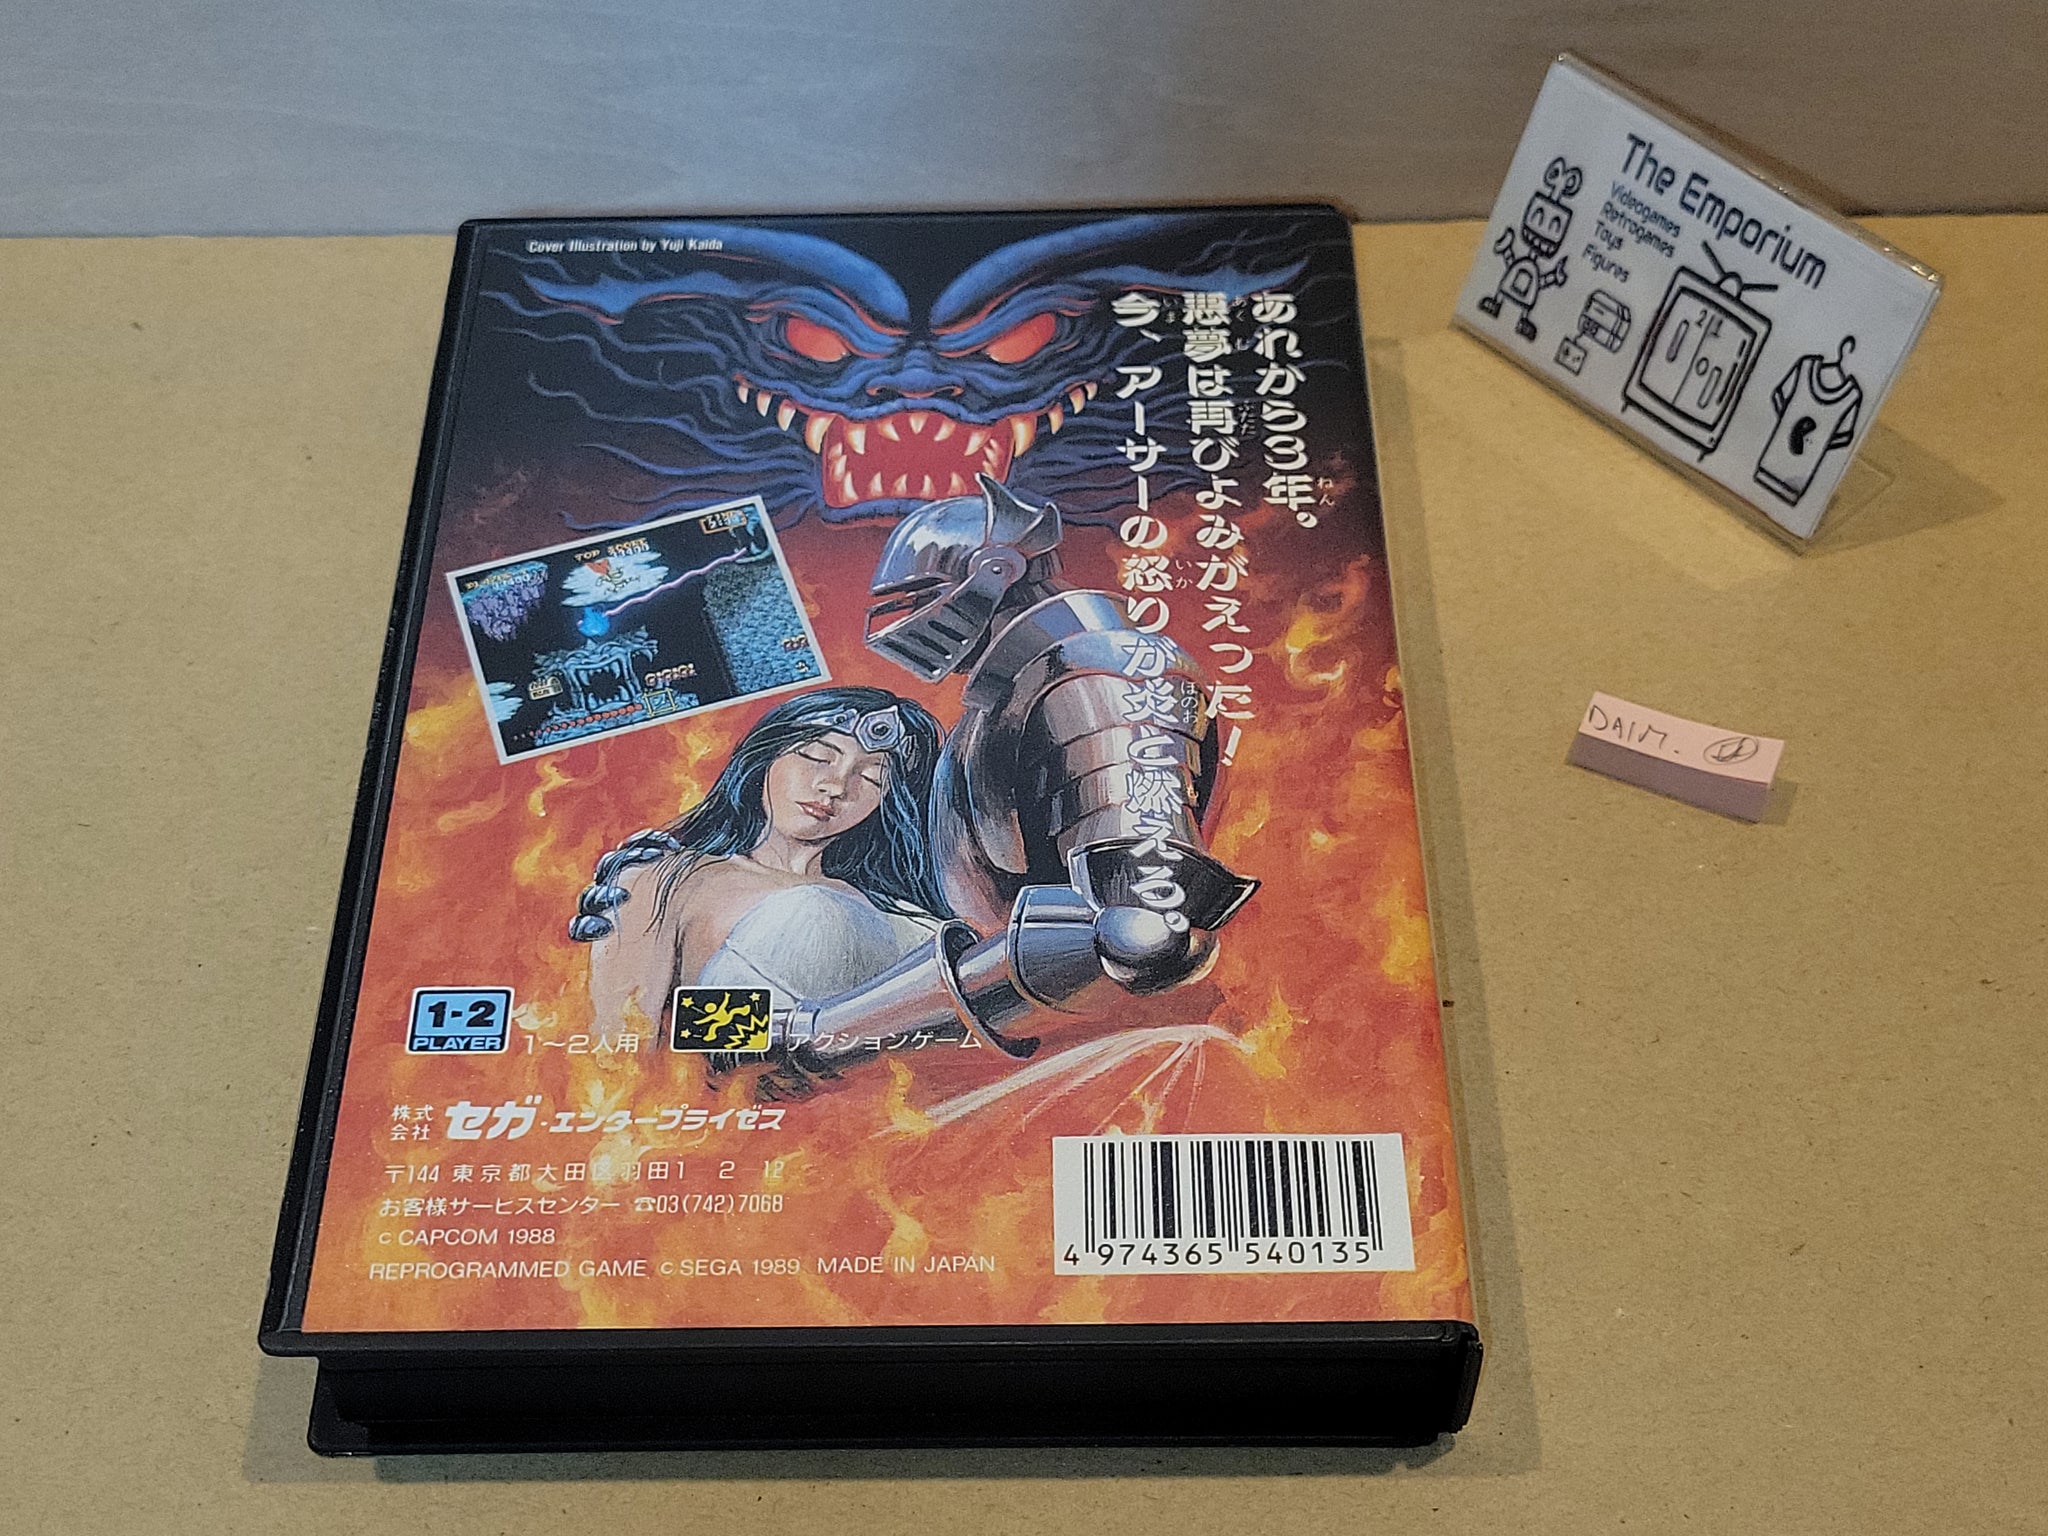 Cover Illustration by Yuji Kaida
あれから3年。
悪夢は再びよみがえった!
今、アーサーの怒りが炎と燃えろ。
TOP SCORE
1-2
PLAYER
1〜2人用
アクションゲーム
株式会社 セガ・エンタープライゼス
〒144 東京都大田区羽田1 2 12
お客様サービスセンター ☎03(742)7068
© CAPCOM 1988
REPROGRAMMED GAME © SEGA 1989 MADE IN JAPAN
4 974365 540135
The Emporium
Videogames
Retrogames
Toys
Figures
DAIM.